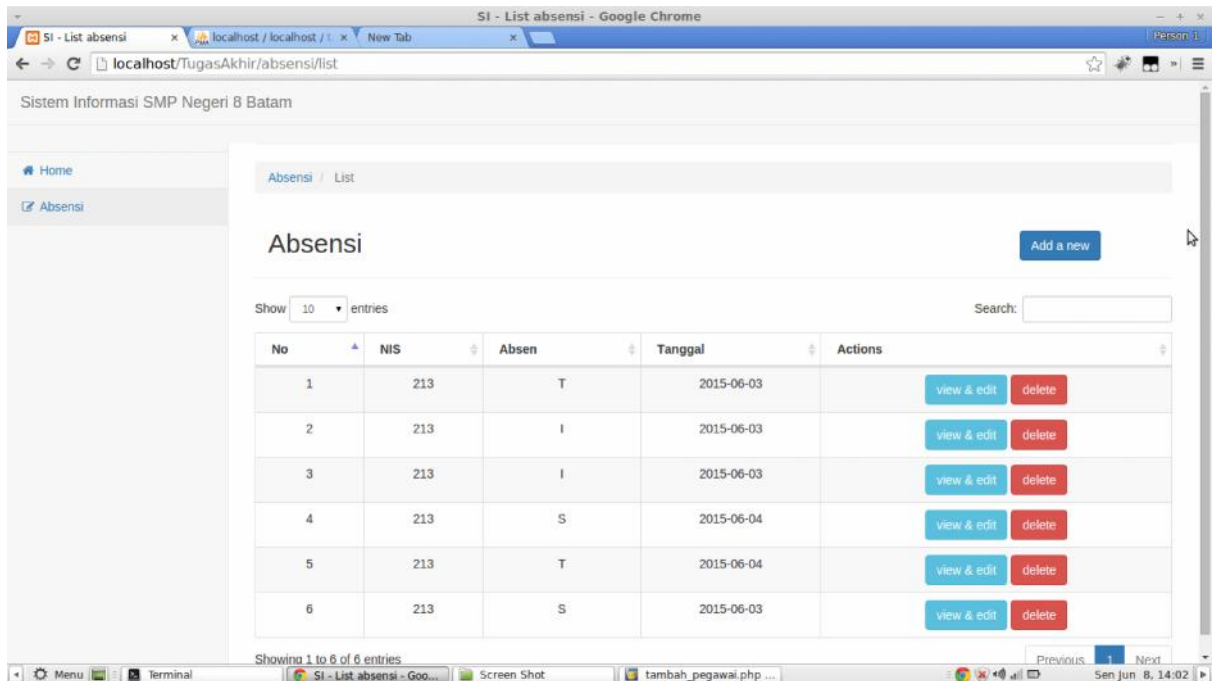 SI - List absensi - Google Chrome
SI - List absensi localhost / localhost / t New Tab Person 1
localhost/TugasAkhir/absensi/list
Sistem Informasi SMP Negeri 8 Batam
Home
Absensi
Absensi / List
Absensi
Add a new
Show 10 entries
Search:
No NIS Absen Tanggal Actions
1 213 T 2015-06-03 view & edit delete
2 213 I 2015-06-03 view & edit delete
3 213 I 2015-06-03 view & edit delete
4 213 S 2015-06-04 view & edit delete
5 213 T 2015-06-04 view & edit delete
6 213 S 2015-06-03 view & edit delete
Showing 1 to 6 of 6 entries
Previous 1 Next
Menu Terminal SI - List absensi - Goo... Screen Shot tambah_pegawai.php ... Sen Jun 8, 14:02